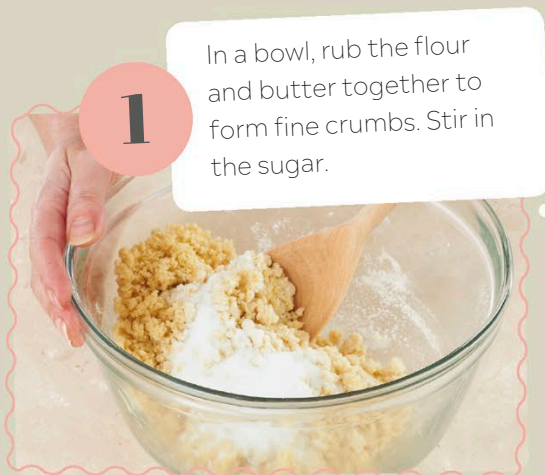 1
In a bowl, rub the flour
and butter together to
form fine crumbs. Stir in
the sugar.